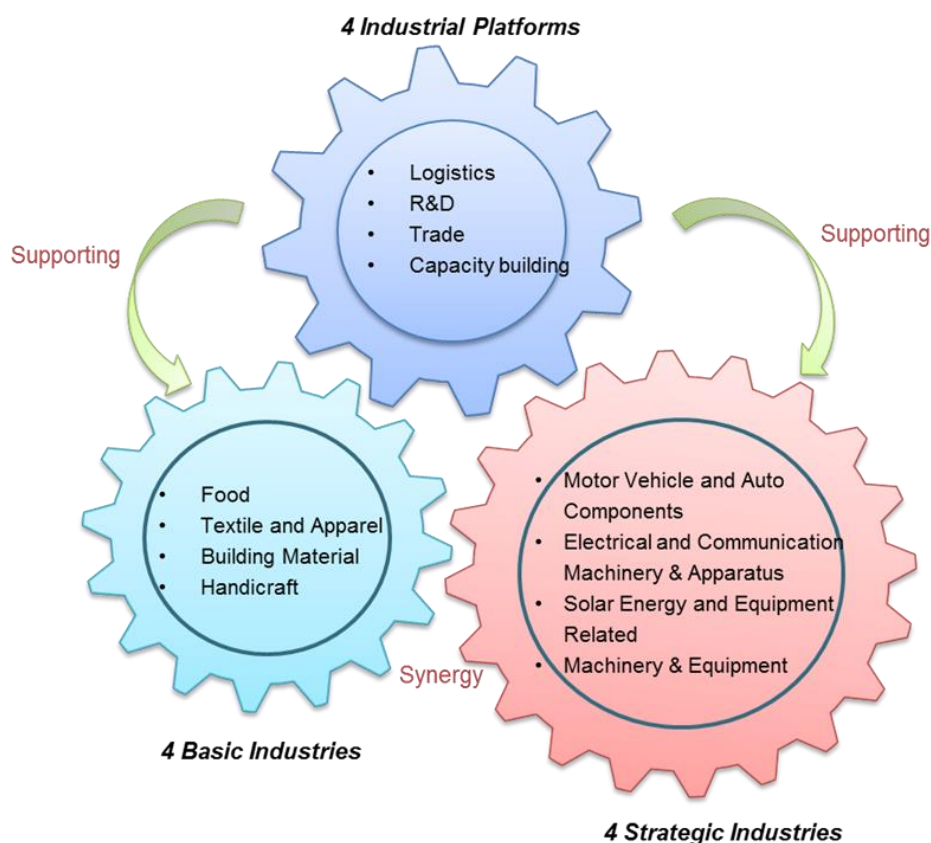 4 Industrial Platforms
• Logistics
• R&D
• Trade
• Capacity building
Supporting
Supporting
• Food
• Textile and Apparel
• Building Material
• Handicraft
• Motor Vehicle and Auto
Components
• Electrical and Communication
Machinery & Apparatus
• Solar Energy and Equipment
Related
• Machinery & Equipment
Synergy
4 Basic Industries
4 Strategic Industries